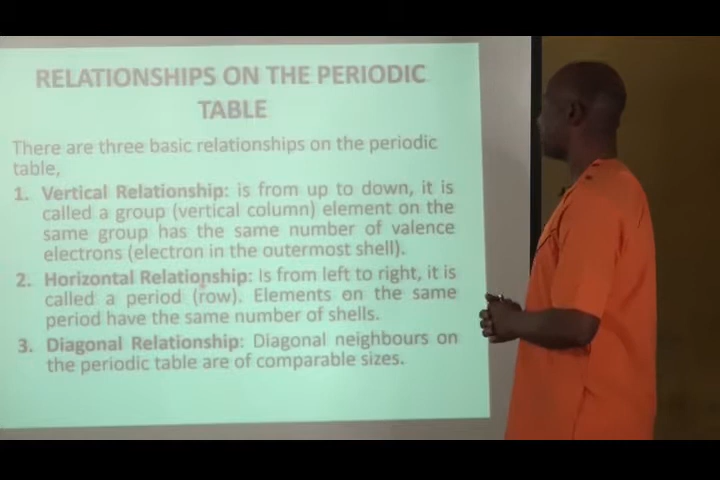 RELATIONSHIPS ON THE PERIODIC
TABLE
There are three basic relationships on the periodic
table,
1. Vertical Relationship: is from up to down, it is
called a group (vertical column) element on the
same group has the same number of valence
electrons (electron in the outermost shell).
2. Horizontal Relationship: Is from left to right, it is
called a period (row). Elements on the same
period have the same number of shells.
3. Diagonal Relationship: Diagonal neighbours on
the periodic table are of comparable sizes.